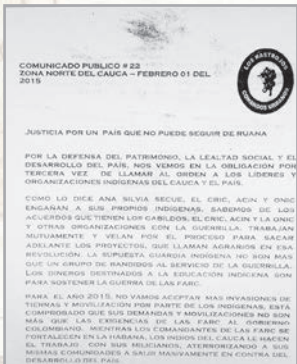 COMUNICADO PUBLICO # 22
ZONA NORTE DEL CAUCA – FEBRERO 01 DEL
2015
LOS RASTROJOS
COMANDOS URBANOS
JUSTICIA POR UN PAÍS QUE NO PUEDE SEGUIR DE RUANA
POR LA DEFENSA DEL PATRIMONIO, LA LEALTAD SOCIAL Y EL
DESARROLLO DEL PAÍS, NOS VEMOS EN LA OBLIGACIÓN POR
TERCERA VEZ DE LLAMAR AL ORDEN A LOS LÍDERES Y
ORGANIZACIONES INDÍGENAS DEL CAUCA Y EL PAÍS.
COMO LO DICE ANA SILVIA SECUE, EL CRIC, ACIN Y ONIC
ENGAÑAN A SUS PROPIOS INDÍGENAS, SABEMOS DE LOS
ACUERDOS QUE TIENEN LOS CABILDOS, EL CRIC, ACIN Y LA ONIC
Y OTRAS ORGANIZACIONES CON LA GUERRILLA. TRABAJAN
MUTUAMENTE Y VELAN POR EL PROCESO PARA SACAR
ADELANTE LOS PROYECTOS, QUE LLAMAN AGRARIOS EN ESA
REVOLUCIÓN, LA SUPUESTA GUARDIA INDÍGENA NO SON MAS
QUE UN GRUPO DE BANDIDOS AL SERVICIO DE LA GUERRILLA.
LOS DINEROS DESTINADOS A LA EDUCACIÓN INDÍGENA SON
PARA SOSTENER LA GUERRA DE LAS FARC.
PARA EL AÑO 2015, NO VAMOS ACEPTAR MAS INVASIONES DE
TIERRAS Y MOVILIZACIÓN POR PARTE DE LOS INDÍGENAS, ESTÁ
COMPROBADO QUE SUS DEMANDAS Y MOVILIZACIONES NO SON
MÁS QUE LAS EXIGENCIAS DE LAS FARC AL GOBIERNO
COLOMBIANO. MIENTRAS LOS COMANDANTES DE LAS FARC SE
FORTALECEN EN LA HABANA, LOS INDIOS DEL CAUCA LE HACEN
EL TRABAJO CON SUS MILICIANOS, ATERRORIZANDO A SUS
MISMAS COMUNIDADES A SALIR MASIVAMENTE EN CONTRA DEL
DESARROLLO DEL PAÍS.